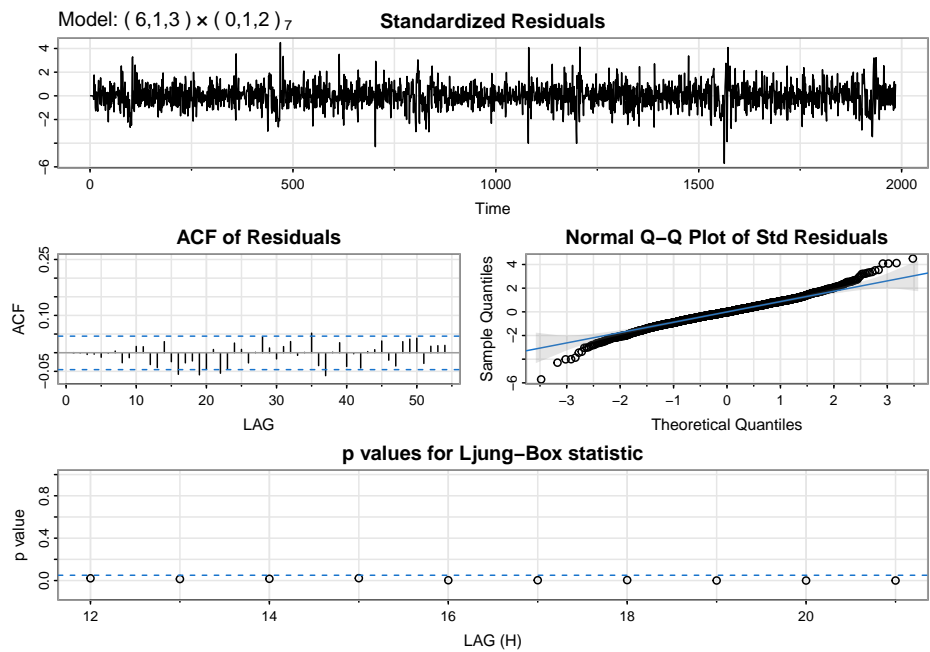 Model: ( 6,1,3 ) × ( 0,1,2 ) 7
Standardized Residuals
4
2
0
−2
−6
0 500 1000 1500 2000
Time
ACF of Residuals
ACF
0.25
0.10
−0.05
0 10 20 30 40 50
LAG
Normal Q−Q Plot of Std Residuals
Sample Quantiles
4
2
0
−2
−6
−3 −2 −1 0 1 2 3
Theoretical Quantiles
p values for Ljung−Box statistic
p value
0.8
0.4
0.0
12 14 16 18 20
LAG (H)